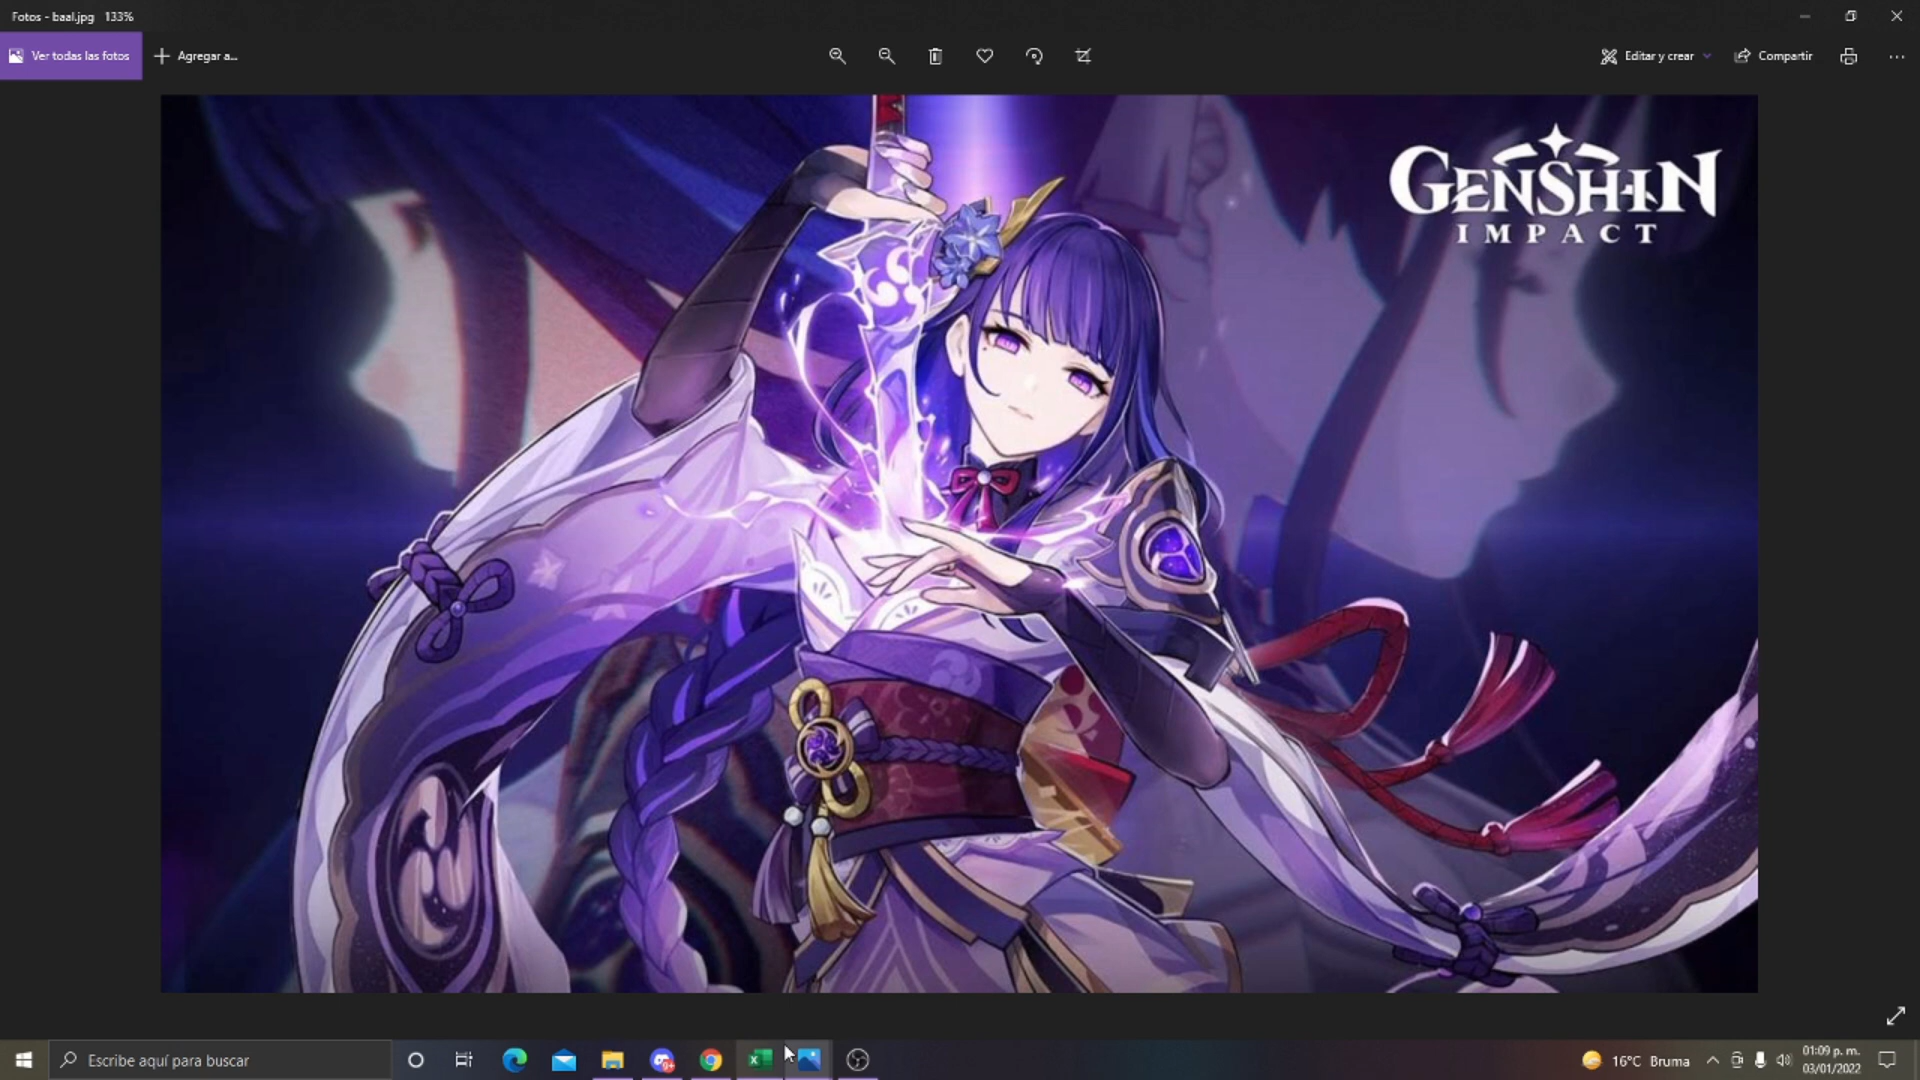 Fotos - baal.jpg 133%
Ver todas las fotos
Agregar a...
Editar y crear
Compartir
GENSHIN
IMPACT
Escribe aquí para buscar
16°C Bruma
01:09 p. m.
03/01/2022